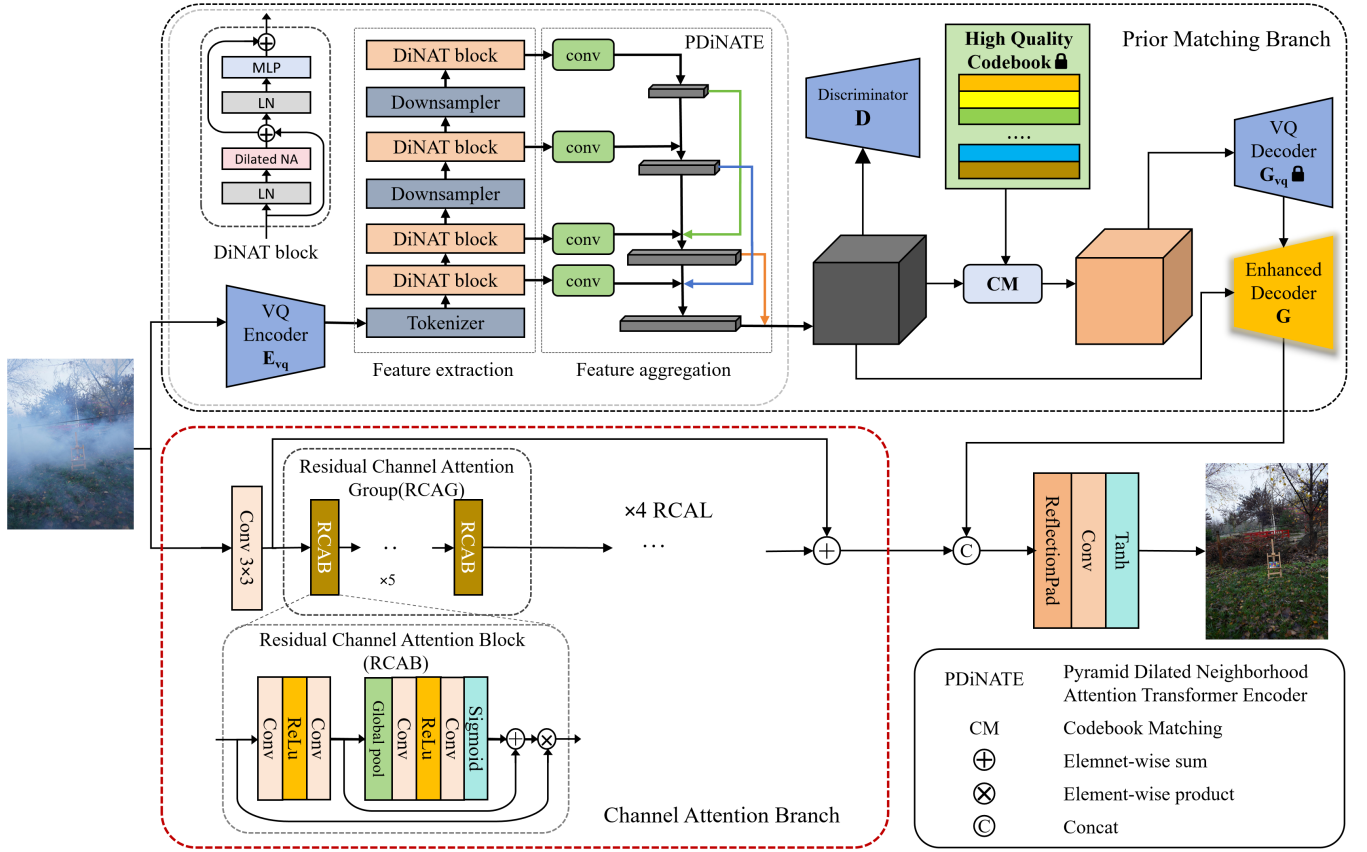 MLP
LN
Dilated NA
LN
DiNAT block
VQ
Encoder
E_vq
DiNAT block
Downsampler
DiNAT block
Downsampler
DiNAT block
DiNAT block
Tokenizer
Feature extraction
PDiNATE
conv
conv
conv
conv
Feature aggregation
Discriminator
D
High Quality
Codebook
....
CM
Prior Matching Branch
VQ
Decoder
G_vq
Enhanced
Decoder
G
Conv 3×3
Residual Channel Attention
Group(RCAG)
RCAB
..
×5
RCAB
×4 RCAL
...
C
ReflectionPad
Conv
Tanh
Residual Channel Attention Block
(RCAB)
Conv
ReLu
Conv
Global pool
Conv
ReLu
Conv
Sigmoid
Channel Attention Branch
PDiNATE Pyramid Dilated Neighborhood
Attention Transformer Encoder
CM Codebook Matching
Elemnet-wise sum
Element-wise product
C Concat